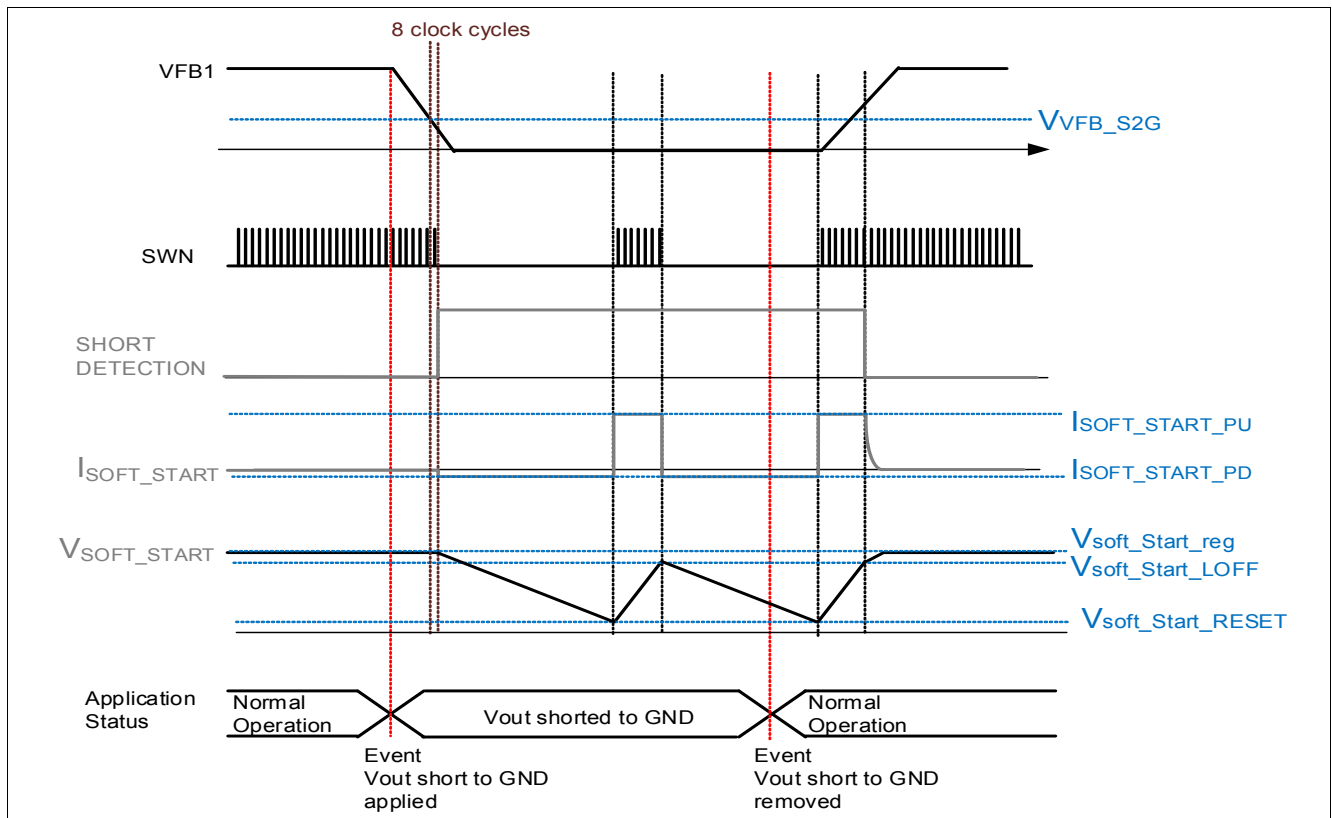 8 clock cycles
VFB1
VVFB_S2G
SWN
SHORT
DETECTION
ISOFT_START_PU
ISOFT_START
ISOFT_START_PD
VSOFT_START
Vsoft_Start_reg
Vsoft_Start_LOFF
Vsoft_Start_RESET
Application
Status
Normal
Operation
Vout shorted to GND
Normal
Operation
Event
Vout short to GND
applied
Event
Vout short to GND
removed